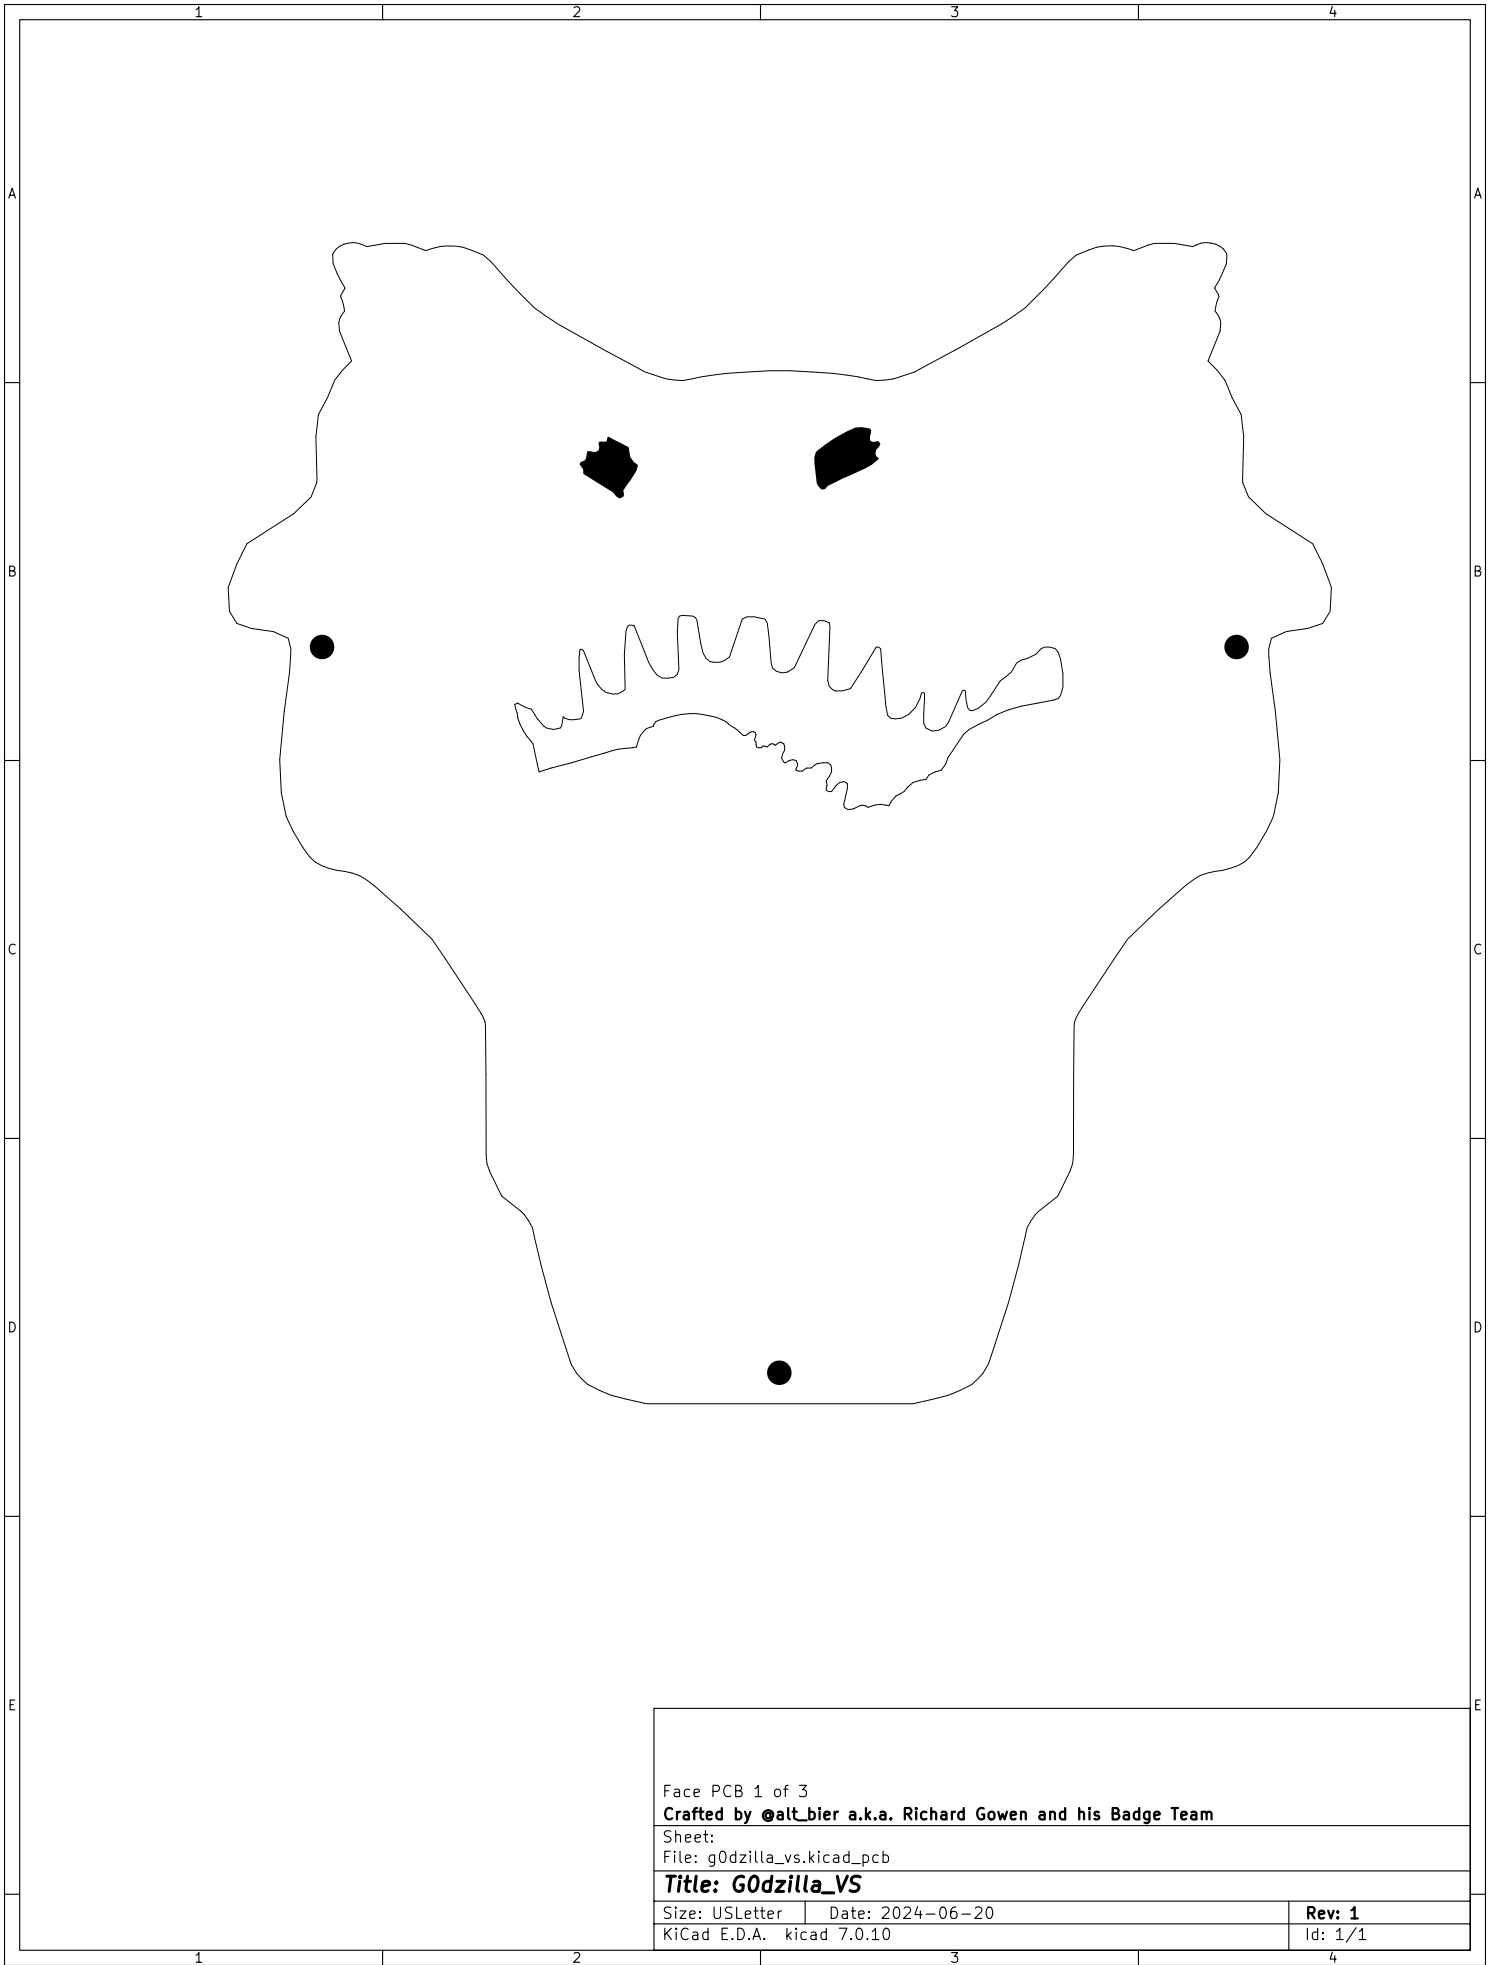 1 2 3 4
A A
B B
C C
D D
E E
Face PCB 1 of 3
Crafted by @alt_bier a.k.a. Richard Gowen and his Badge Team
Sheet:
File: g0dzilla_vs.kicad_pcb
Title: G0dzilla_VS
Size: USLetter Date: 2024-06-20 Rev: 1
KiCad E.D.A. kicad 7.0.10 Id: 1/1
1 2 3 4